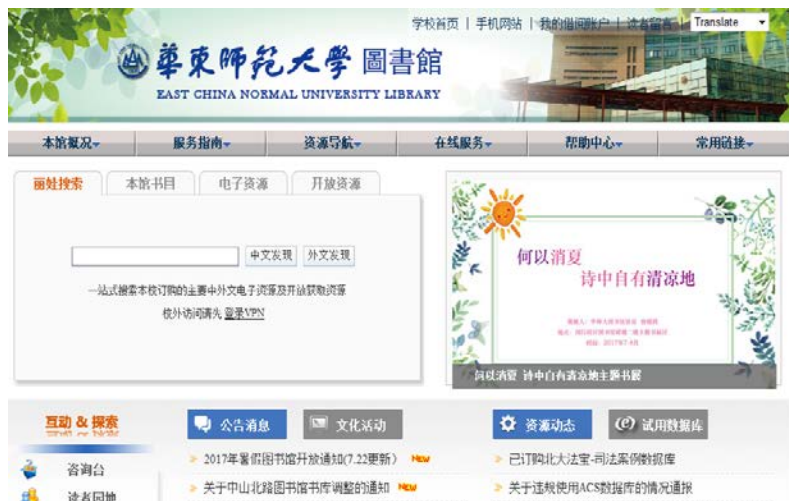 学校首页 | 手机网站 | 我的借阅账户 | 读者留言 | Translate
華東師範大學 圖書館
EAST CHINA NORMAL UNIVERSITY LIBRARY
本馆概况 服务指南 资源导航 在线服务 帮助中心 常用链接
丽娃搜索 本馆书目 电子资源 开放资源
中文发现 外文发现
一站式搜索本校订购的主要中外文电子资源及开放获取资源
校外访问请先 登录VPN
何以消夏
诗中自有清凉地
何以消夏 诗中自有清凉地主题书展
互动 & 探索
公告消息 文化活动 资源动态 试用数据库
2017年暑假图书馆开放通知(7.22更新) New
已订购北大法宝-司法案例数据库
咨询台
关于中山北路图书馆书库调整的通知 New
关于违规使用ACS数据库的情况通报
读者园地